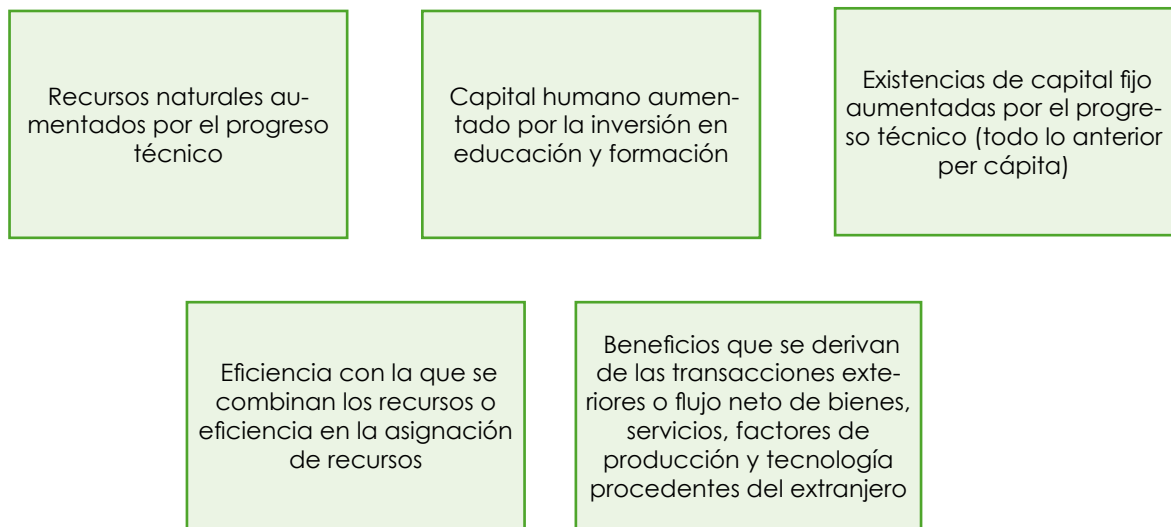 Recursos naturales au-
mentados por el progreso
técnico
Capital humano aumen-
tado por la inversión en
educación y formación
Existencias de capital fijo
aumentadas por el progre-
so técnico (todo lo anterior
per cápita)
Eficiencia con la que se
combinan los recursos o
eficiencia en la asignación
de recursos
Beneficios que se derivan
de las transacciones exte-
riores o flujo neto de bienes,
servicios, factores de
producción y tecnología
procedentes del extranjero